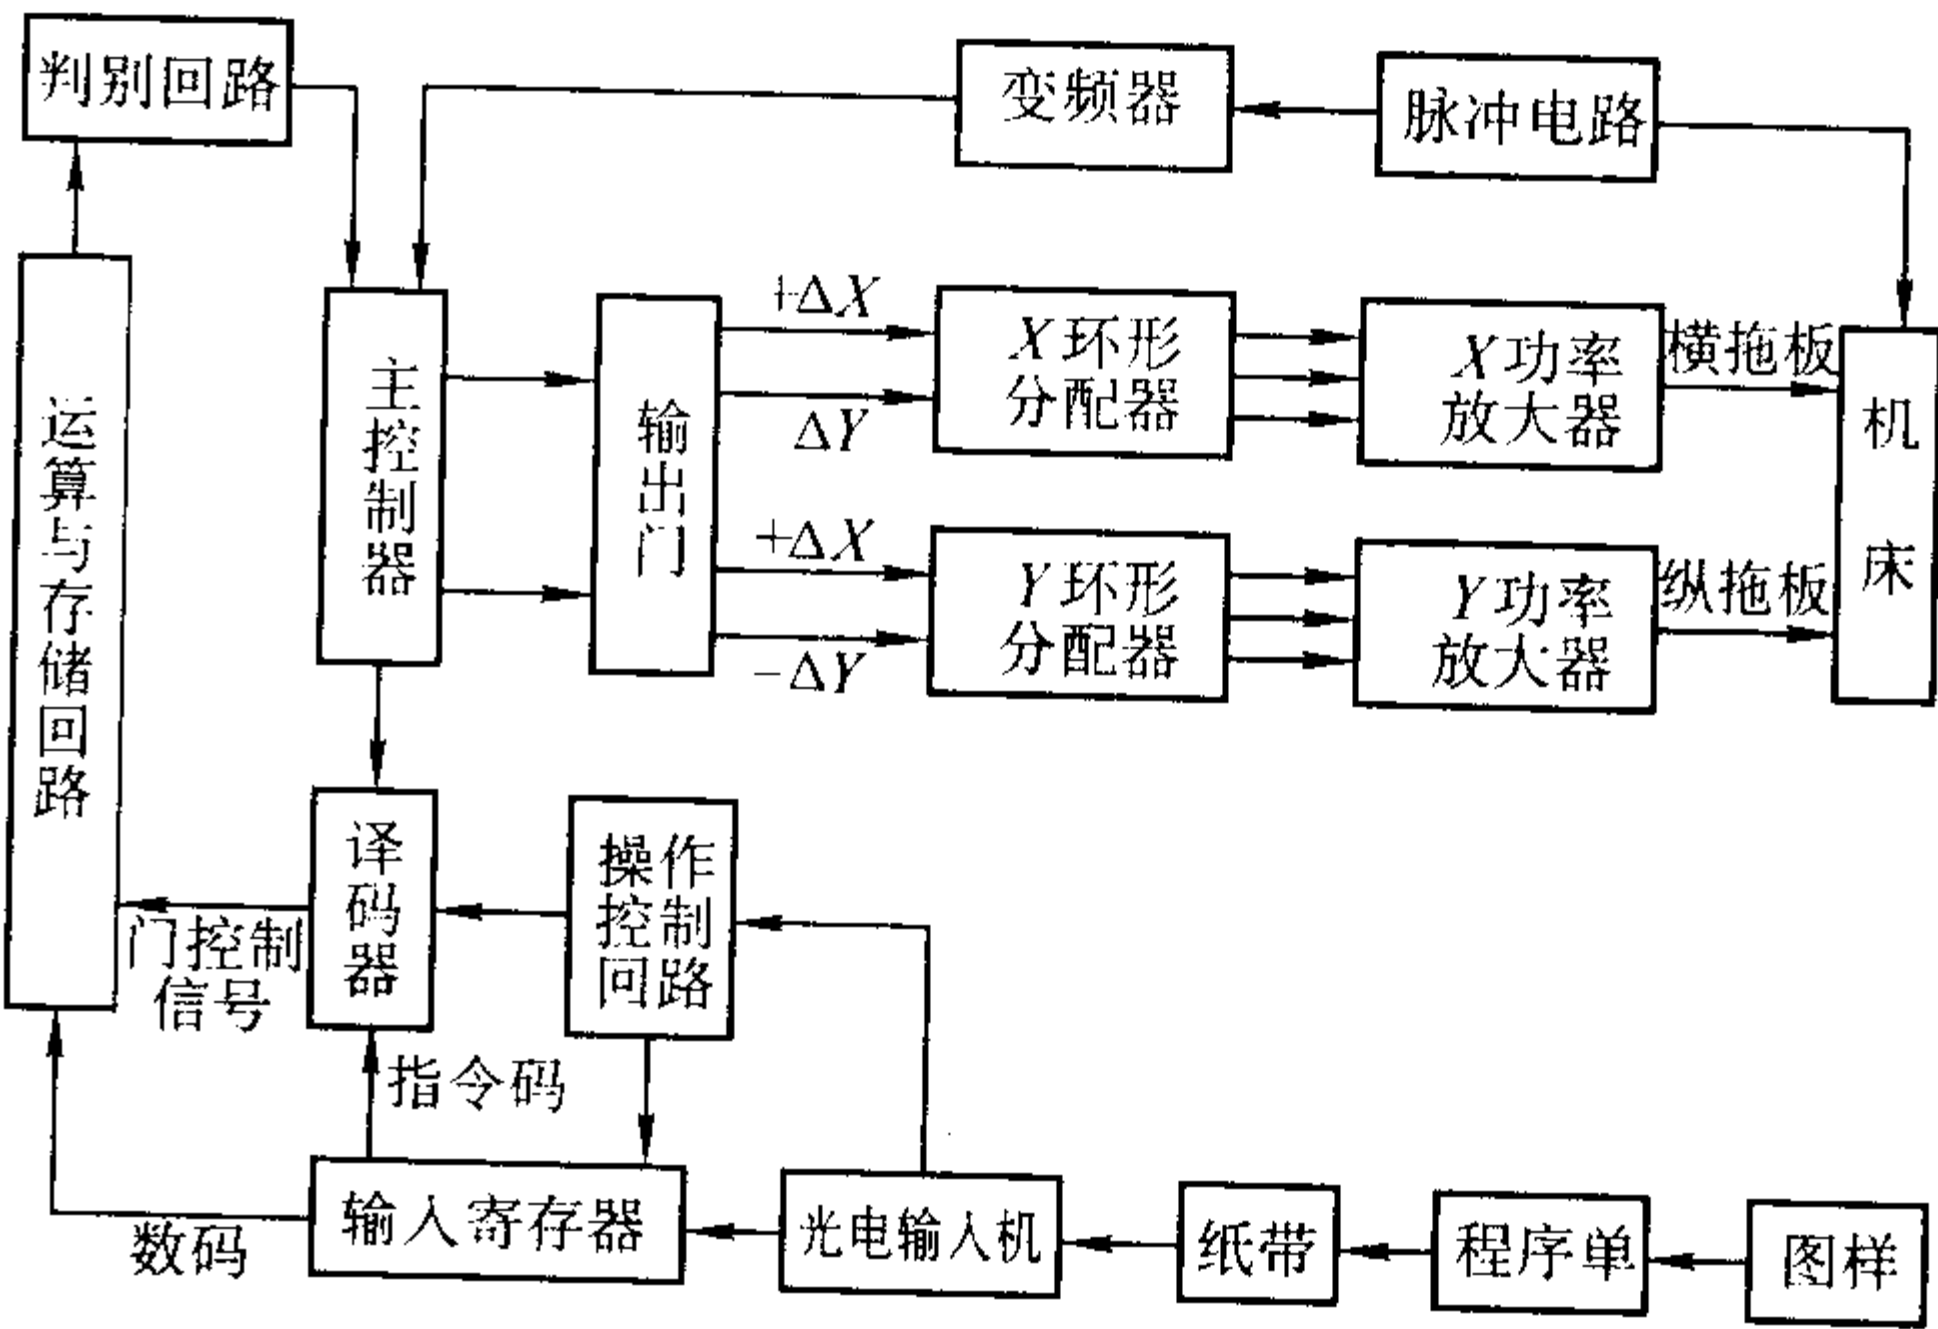 判别回路
变频器
脉冲电路
运算与存储回路
主控制器
输出门
+ΔX
ΔY
X环形
分配器
X功率
放大器
横拖板
机床
+ΔX
-ΔY
Y环形
分配器
Y功率
放大器
纵拖板
译码器
操作
控制
回路
门控制
信号
指令码
数码
输入寄存器
光电输入机
纸带
程序单
图样